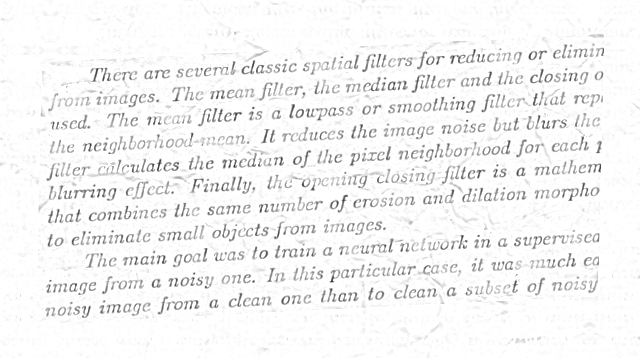 There are several classic spatial filters for reducing or elimin
from images. The mean filter, the median filter and the closing o
used. The mean filter is a lowpass or smoothing filter that repl
the neighborhood mean. It reduces the image noise but blurs the
filter calculates the median of the pixel neighborhood for each p
blurring effect. Finally, the opening closing filter is a mathem
that combines the same number of erosion and dilation morpho
to eliminate small objects from images.
The main goal was to train a neural network in a supervised
image from a noisy one. In this particular case, it was much ea
noisy image from a clean one than to clean a subset of noisy